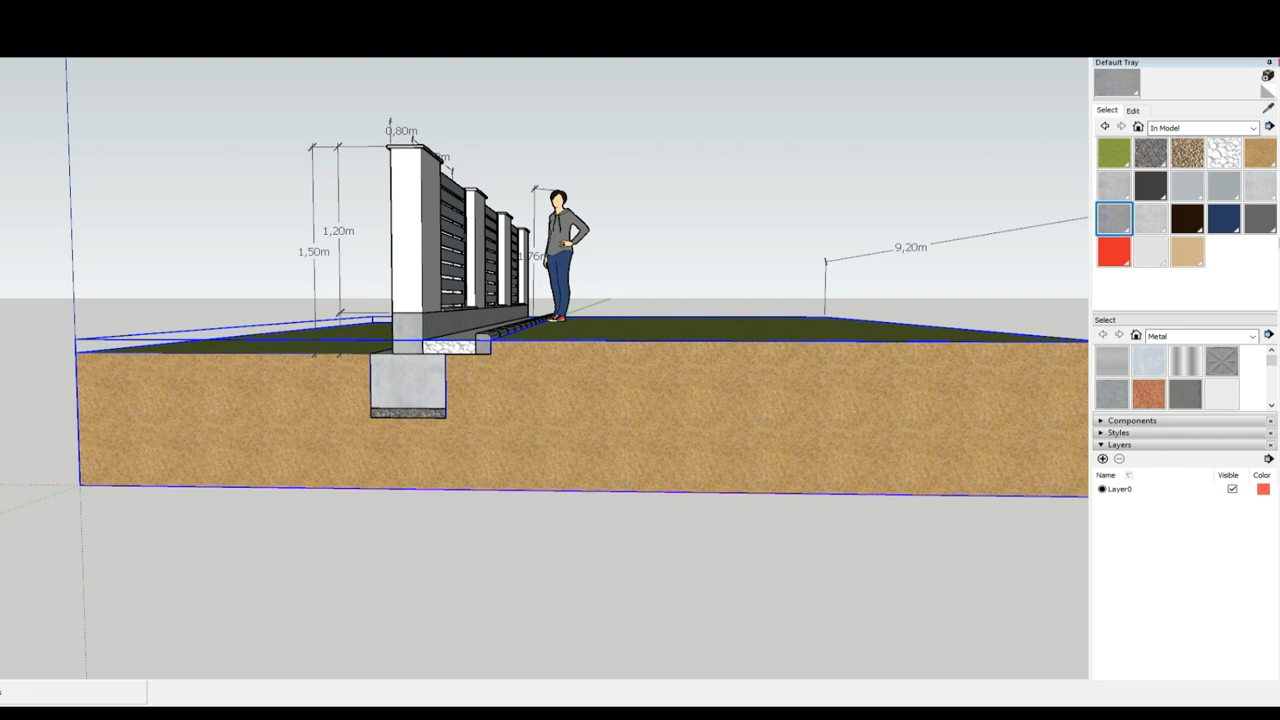 Default Tray
Select Edit
In Model
0,80m
1,20m
1,50m
9,20m
Select
Metal
Components
Styles
Layers
Name Visible Color
Layer0